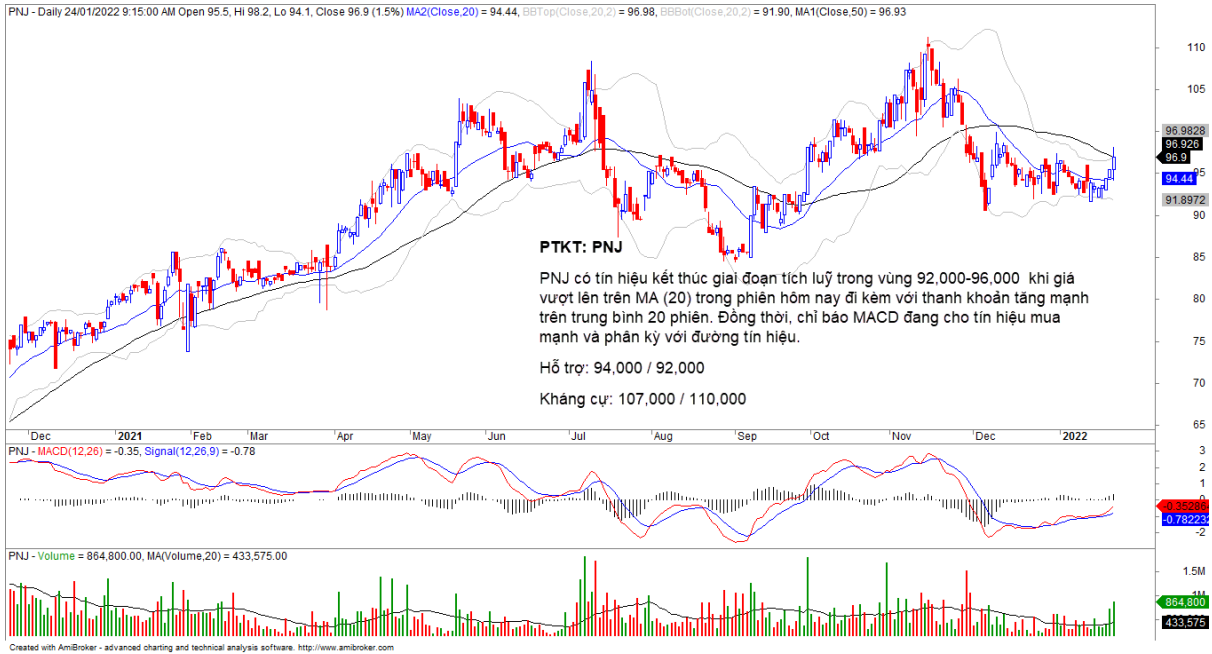 PNJ - Daily 24/01/2022 9:15:00 AM Open 95.5, Hi 98.2, Lo 94.1, Close 96.9 (1.5%) MA2(Close,20) = 94.44, BBTop(Close,20,2) = 96.98, BBBot(Close,20,2) = 91.90, MA1(Close,50) = 96.93
110
105
96.9828
96.926
96.9
95
94.44
91.8972
90
85
80
75
70
65
PTKT: PNJ
PNJ có tín hiệu kết thúc giai đoạn tích luỹ trong vùng 92,000-96,000 khi giá
vượt lên trên MA (20) trong phiên hôm nay đi kèm với thanh khoản tăng mạnh
trên trung bình 20 phiên. Đồng thời, chỉ báo MACD đang cho tín hiệu mua
mạnh và phân kỳ với đường tín hiệu.
Hỗ trợ: 94,000 / 92,000
Kháng cự: 107,000 / 110,000
Dec 2021 Feb Mar Apr May Jun Jul Aug Sep Oct Nov Dec 2022
PNJ - MACD(12,26) = -0.35, Signal(12,26,9) = -0.78
3
2
1
0
-0.782232
-2
PNJ - Volume = 864,800.00, MA(Volume,20) = 433,575.00
1.5M
1M
864,800
433,575
Created with AmiBroker - advanced charting and technical analysis software. http://www.amibroker.com